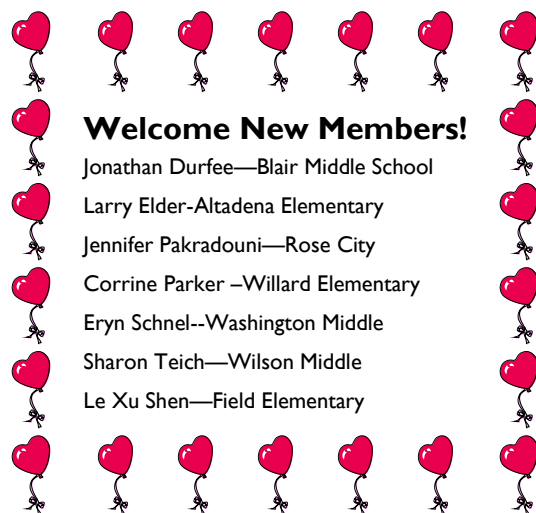 Welcome New Members!
Jonathan Durfee—Blair Middle School
Larry Elder-Altadena Elementary
Jennifer Pakradouni—Rose City
Corrine Parker –Willard Elementary
Eryn Schnel--Washington Middle
Sharon Teich—Wilson Middle
Le Xu Shen—Field Elementary